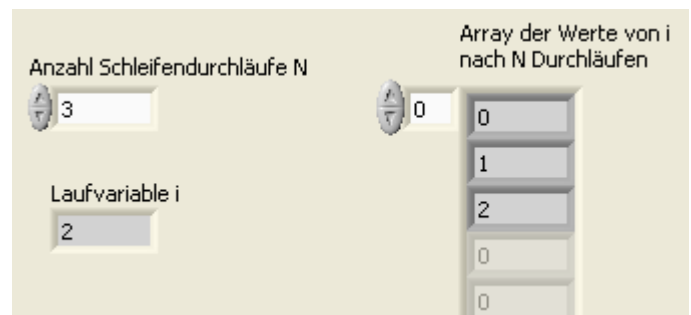 Anzahl Schleifendurchläufe N
3
Laufvariable i
2
Array der Werte von i
nach N Durchläufen
0
0
1
2
0
0